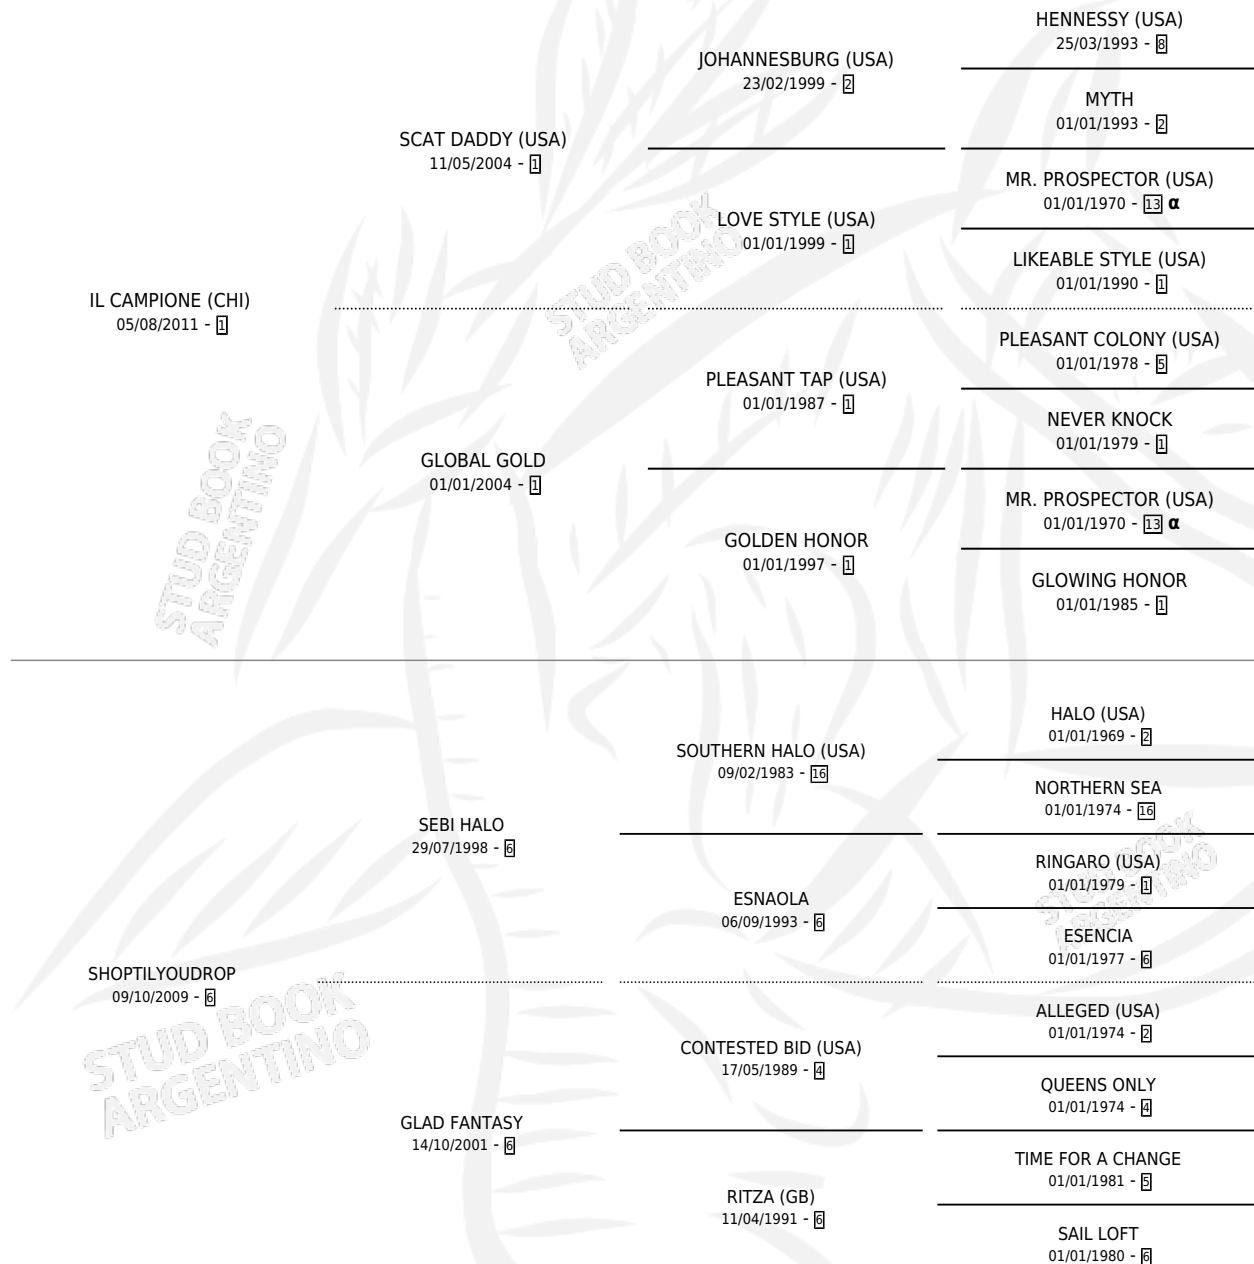 HENNESSY (USA)
25/03/1993 - 8
JOHANNESBURG (USA)
23/02/1999 - 2
MYTH
01/01/1993 - 2
SCAT DADDY (USA)
11/05/2004 - 1
MR. PROSPECTOR (USA)
01/01/1970 - 13 α
LOVE STYLE (USA)
01/01/1999 - 1
LIKEABLE STYLE (USA)
01/01/1990 - 1
STUD BOOK
ARGENTINO
IL CAMPIONE (CHI)
05/08/2011 - 1
PLEASANT COLONY (USA)
01/01/1978 - 5
PLEASANT TAP (USA)
01/01/1987 - 1
NEVER KNOCK
01/01/1979 - 1
GLOBAL GOLD
01/01/2004 - 1
MR. PROSPECTOR (USA)
01/01/1970 - 13 α
GOLDEN HONOR
01/01/1997 - 1
GLOWING HONOR
01/01/1985 - 1
STUD BOOK
ARGENTINO
HALO (USA)
01/01/1969 - 2
SOUTHERN HALO (USA)
09/02/1983 - 16
NORTHERN SEA
01/01/1974 - 16
SEBI HALO
29/07/1998 - 6
RINGARO (USA)
01/01/1979 - 1
ESNAOLA
06/09/1993 - 6
ESENCIA
01/01/1977 - 6
STUD BOOK
ARGENTINO
SHOPTILYOUDROP
09/10/2009 - 6
STUD BOOK
ARGENTINO
ALLEGED (USA)
01/01/1974 - 2
CONTESTED BID (USA)
17/05/1989 - 4
QUEENS ONLY
01/01/1974 - 4
GLAD FANTASY
14/10/2001 - 6
TIME FOR A CHANGE
01/01/1981 - 5
RITZA (GB)
11/04/1991 - 6
SAIL LOFT
01/01/1980 - 6